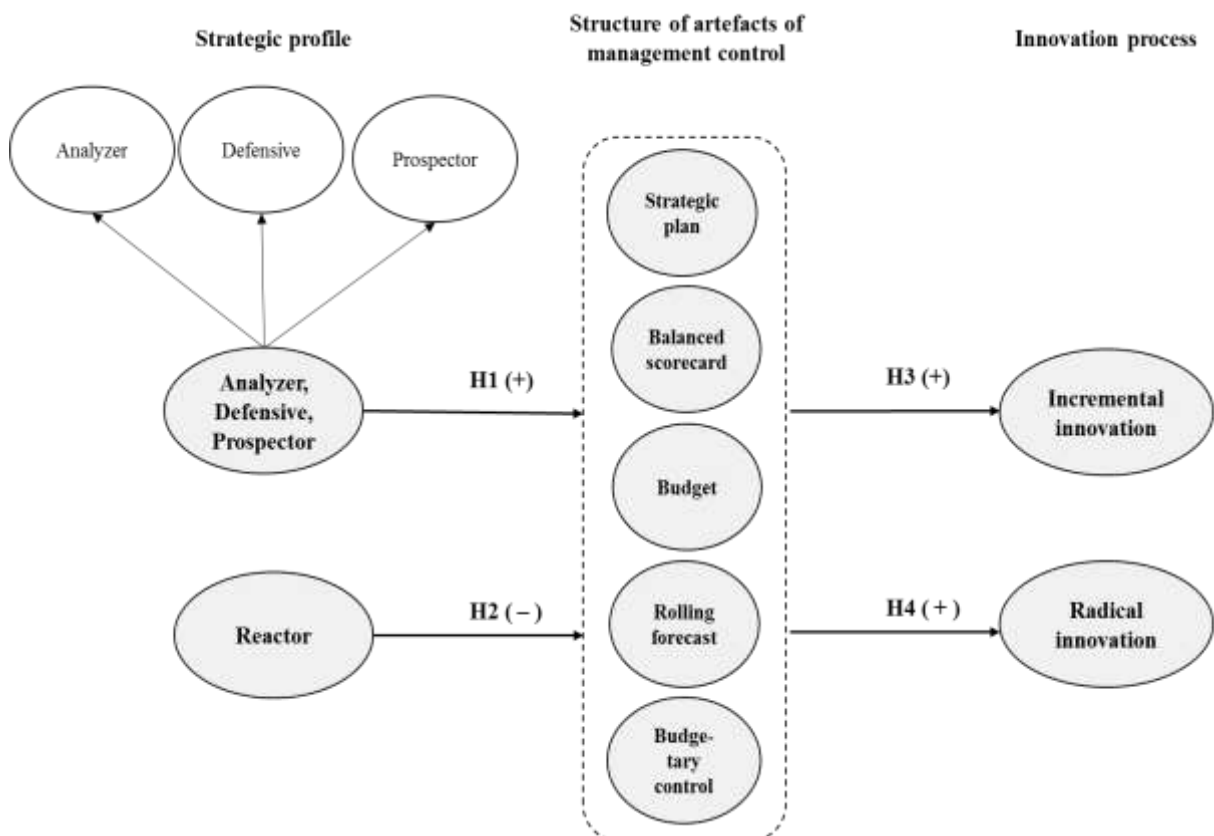 Strategic profile
Structure of artefacts of
management control
Innovation process
Analyzer
Defensive
Prospector
Strategic
plan
Balanced
scorecard
Analyzer,
Defensive,
Prospector
H1 (+)
H3 (+)
Incremental
innovation
Budget
Reactor
H2 ( – )
Rolling
forecast
H4 ( + )
Radical
innovation
Budge-
tary
control